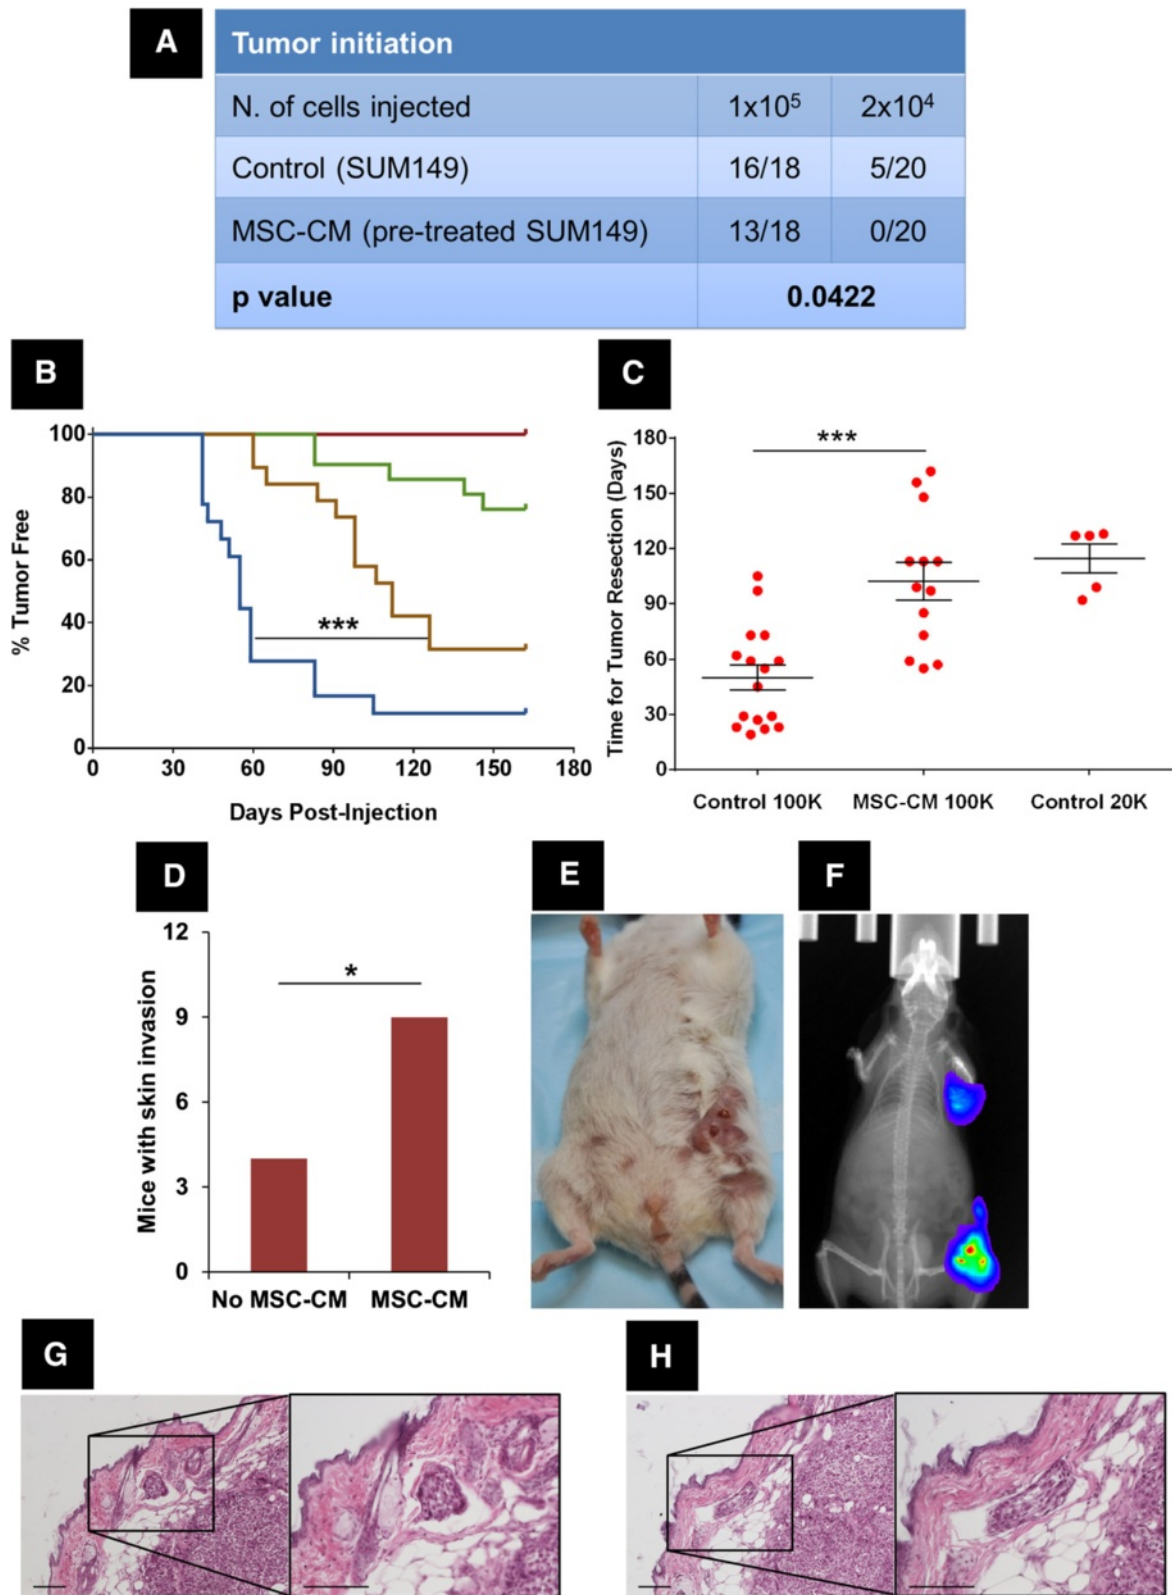 A
Tumor initiation
N. of cells injected 1x10⁵ 2x10⁴
Control (SUM149) 16/18 5/20
MSC-CM (pre-treated SUM149) 13/18 0/20
p value 0.0422
B
% Tumor Free
100
80
60
40
20
0
***
0 30 60 90 120 150 180
Days Post-Injection
C
Time for Tumor Resection (Days)
180
150
120
90
60
30
0
***
Control 100K MSC-CM 100K Control 20K
D
Mice with skin invasion
12
9
6
3
0
*
No MSC-CM MSC-CM
E
F
G
H